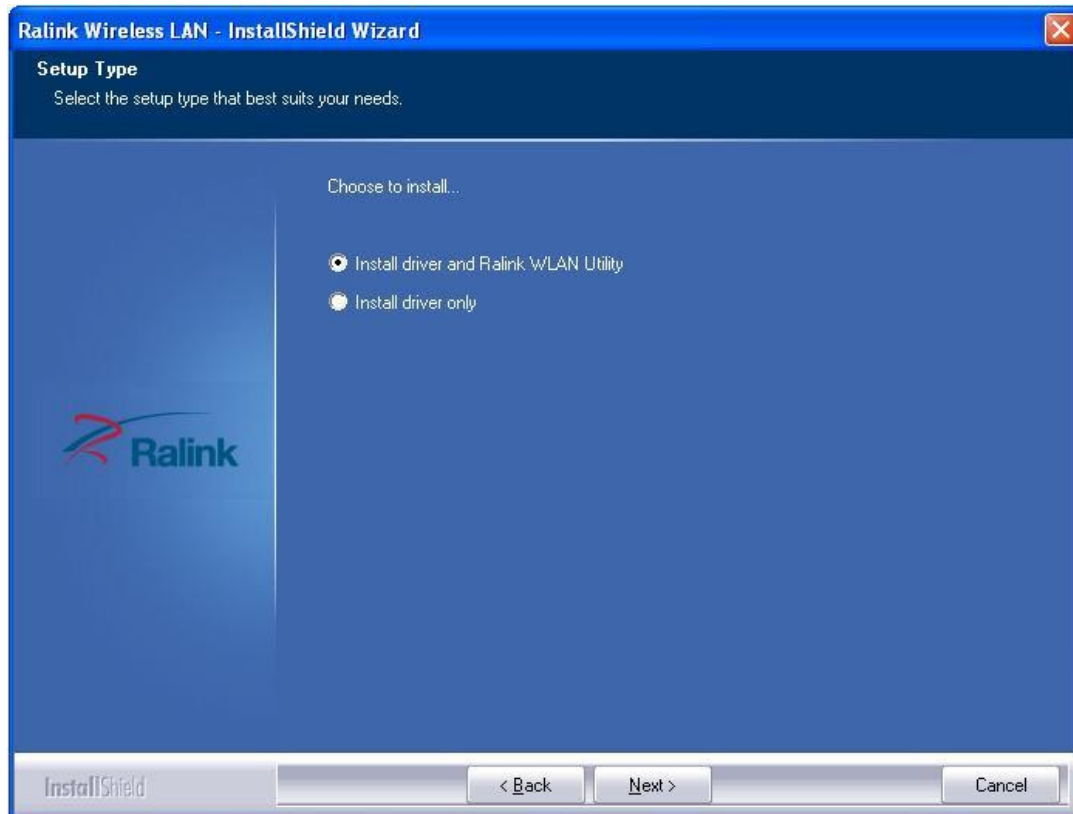 Ralink Wireless LAN - InstallShield Wizard
Setup Type
Select the setup type that best suits your needs.
Choose to install...
Install driver and Ralink WLAN Utility
Install driver only
Ralink
InstallShield
< Back
Next >
Cancel